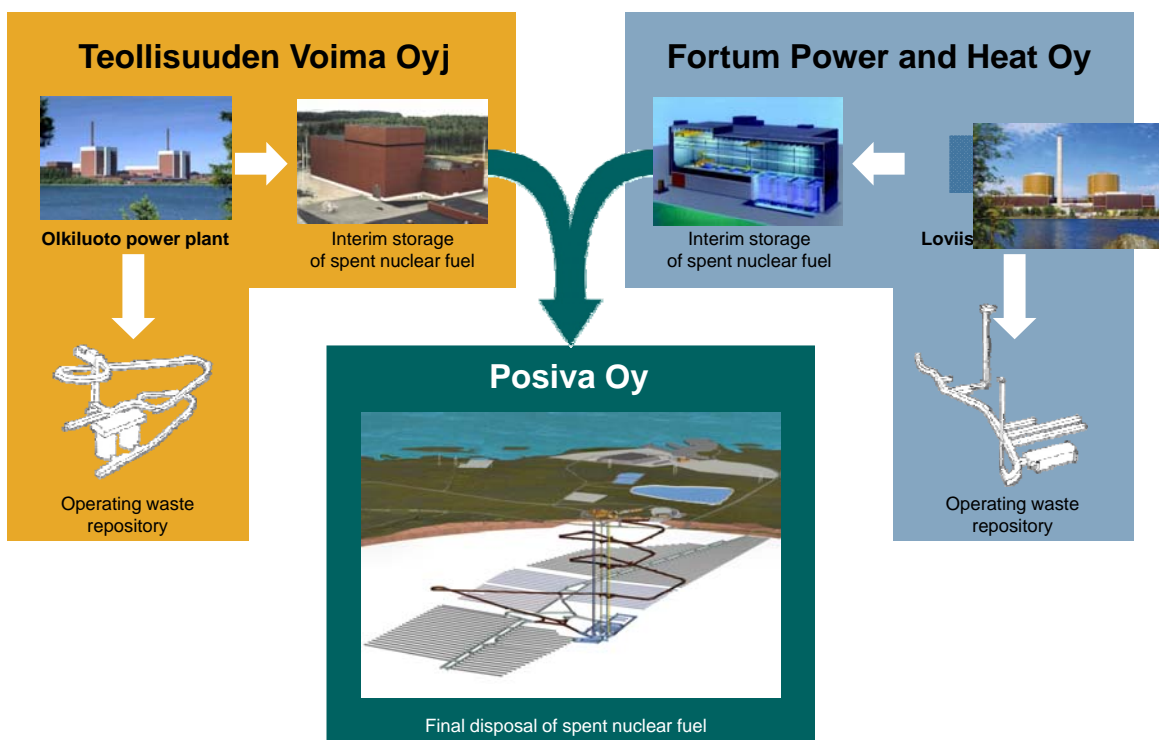 Teollisuuden Voima Oyj
Olkiluoto power plant
Interim storage
of spent nuclear fuel
Operating waste
repository
Fortum Power and Heat Oy
Interim storage
of spent nuclear fuel
Operating waste
repository
Posiva Oy
Final disposal of spent nuclear fuel